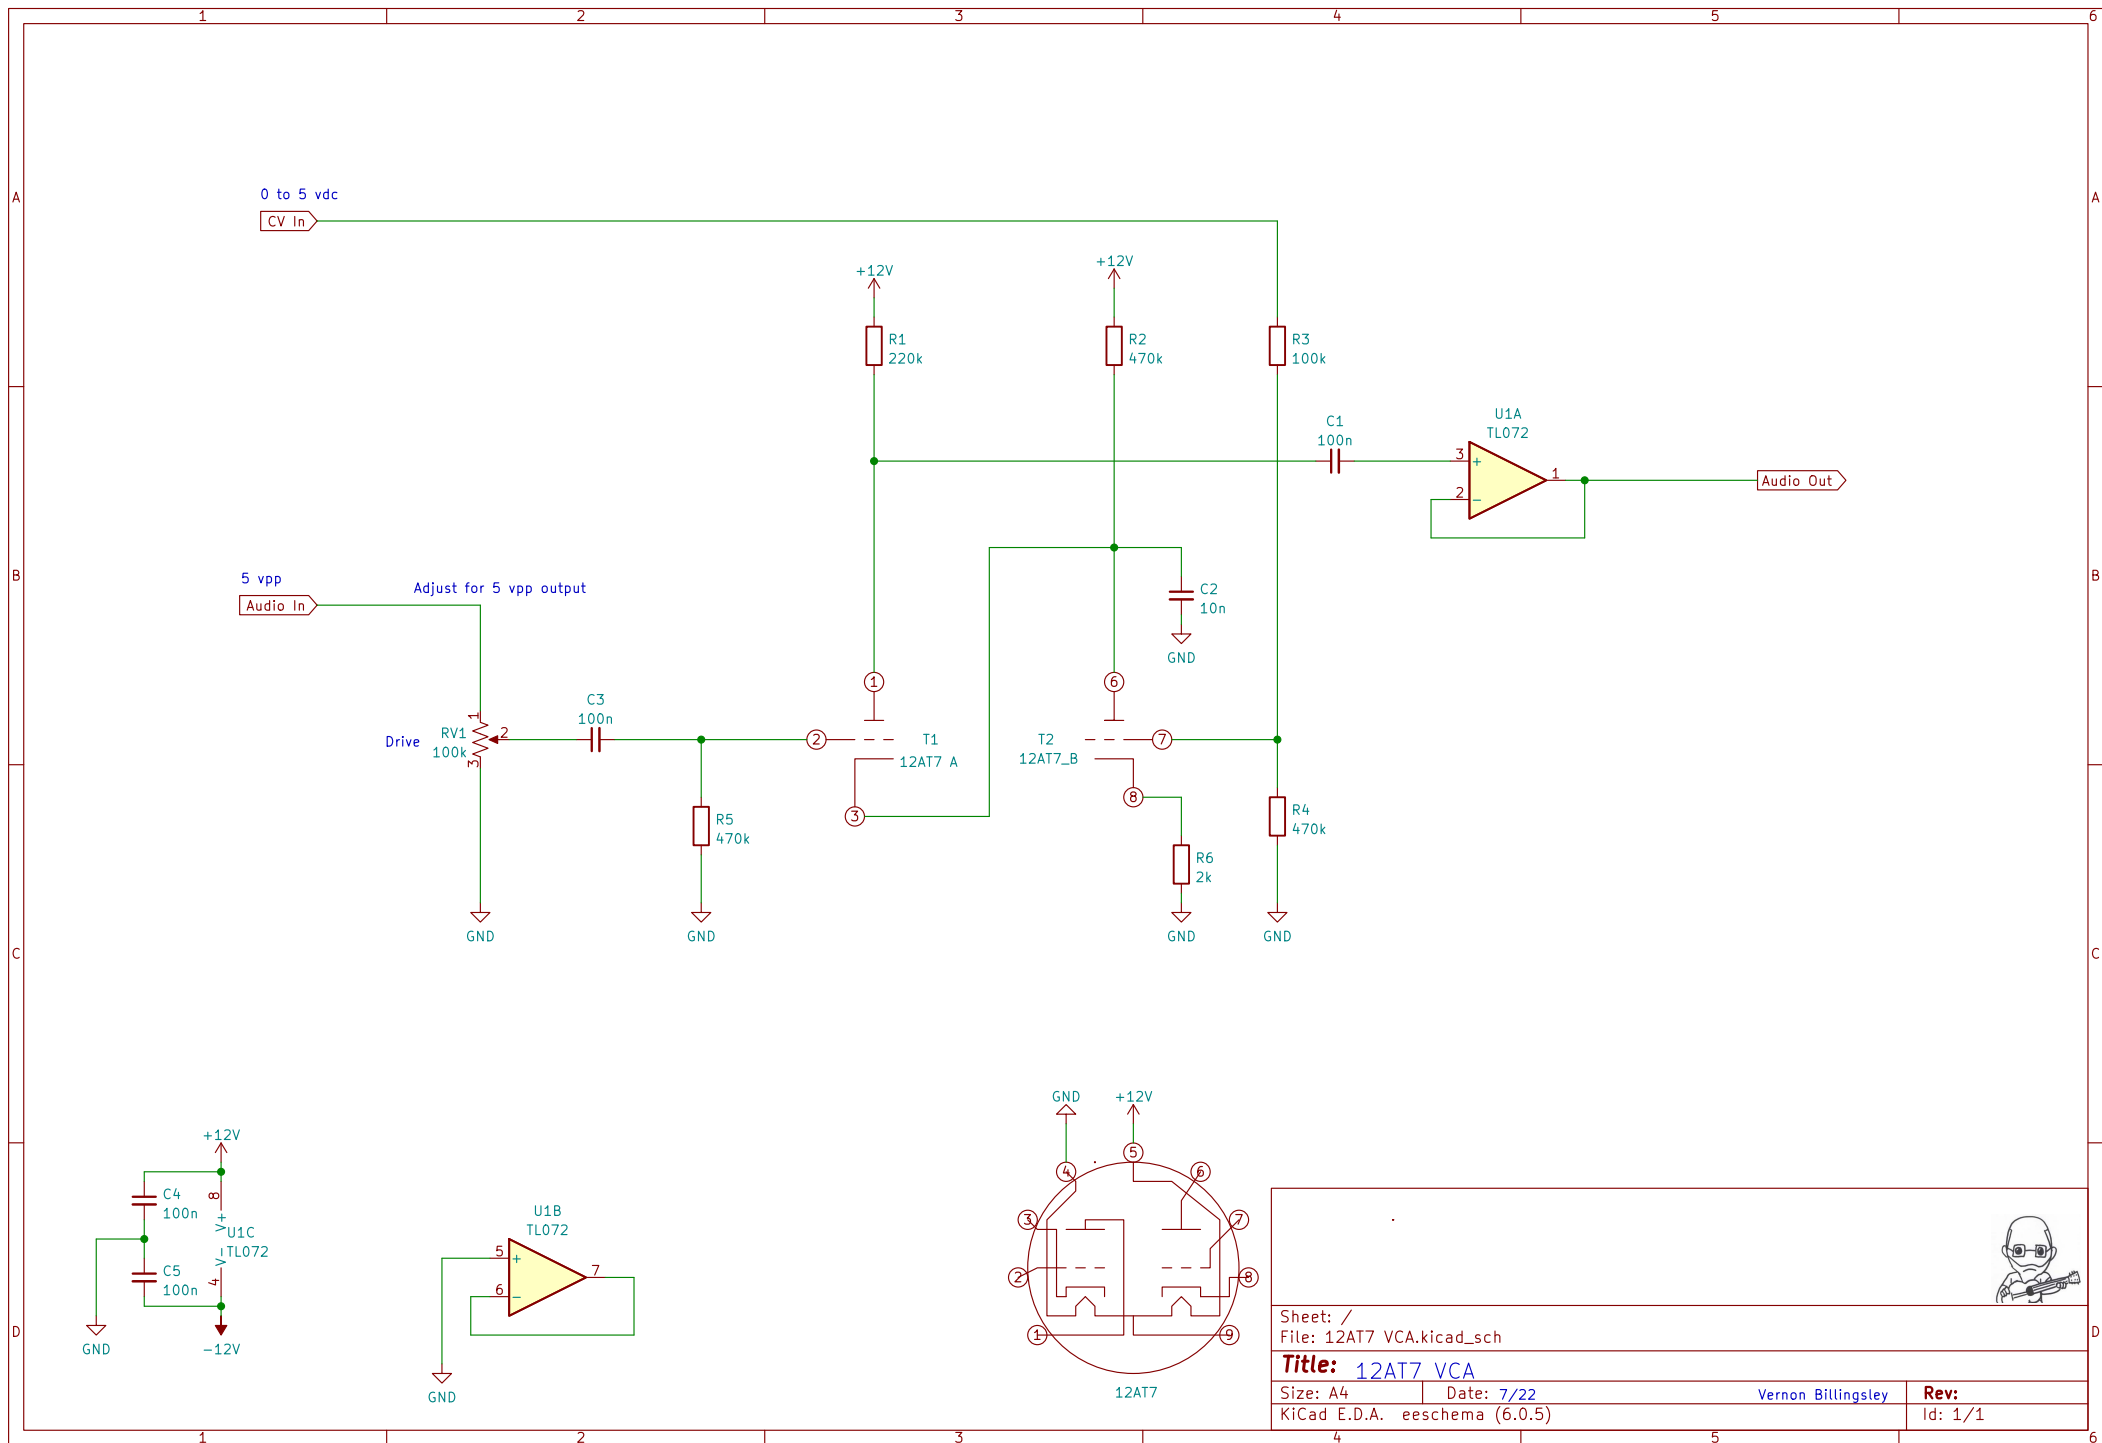 1 2 3 4 5 6
A A
0 to 5 vdc
CV In
+12V +12V
R1 R2 R3
220k 470k 100k
U1A
TL072
C1
100n
3 +
1
2 −
Audio Out
B B
5 vpp
Adjust for 5 vpp output
Audio In
C2
10n
GND
1 6
C3
100n
1
RV1 2
100k
3
Drive
2 T1
12AT7 A
3
T2 7
12AT7_B
8
R5
470k
R4
470k
R6
2k
GND GND GND GND
C C
GND +12V
4 5 6
3 7
2 8
1 9
12AT7
+12V
C4
100n
8
V+
U1C
TL072
V−
4
C5
100n
GND -12V
U1B
TL072
5 +
7
6 −
GND
D D
Sheet: /
File: 12AT7 VCA.kicad_sch
Title: 12AT7 VCA
Size: A4 Date: 7/22 Vernon Billingsley Rev:
KiCad E.D.A. eeschema (6.0.5) Id: 1/1
1 2 3 4 5 6